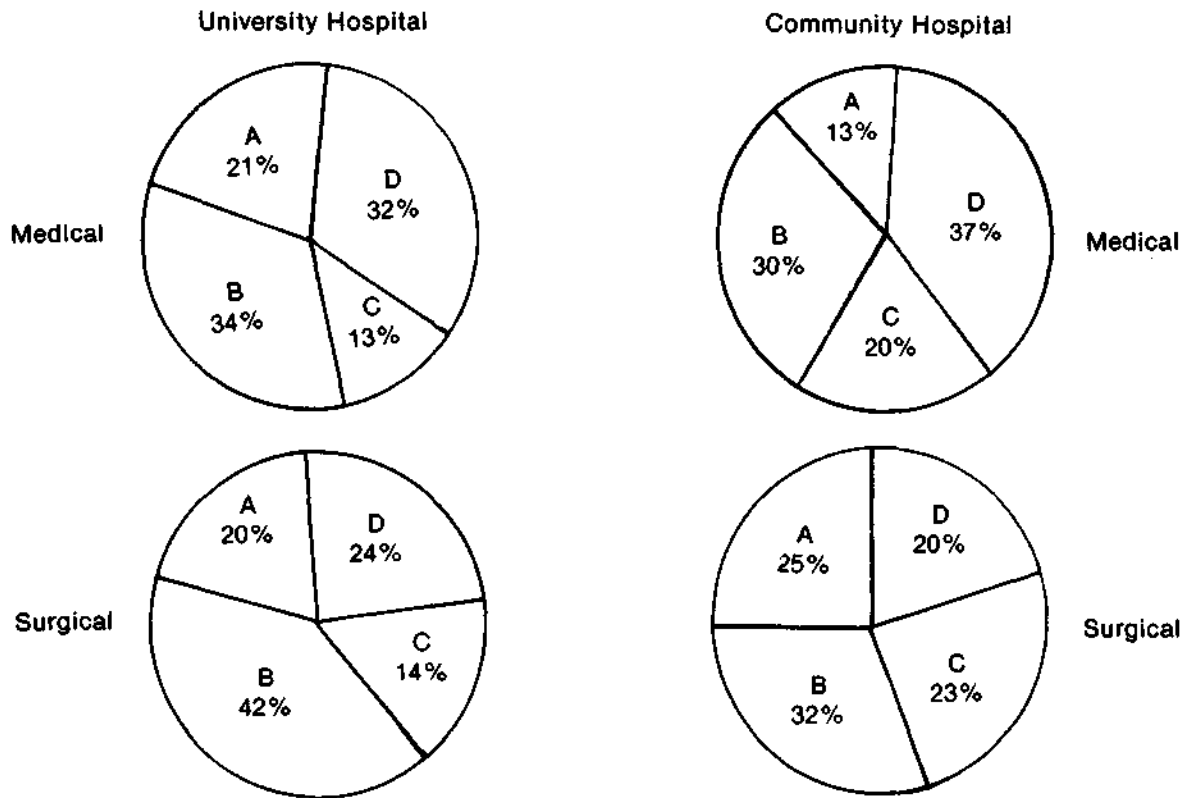 University Hospital
Community Hospital
Medical
A
21%
D
32%
B
34%
C
13%
A
13%
D
37%
B
30%
C
20%
Medical
Surgical
A
20%
D
24%
B
42%
C
14%
A
25%
D
20%
B
32%
C
23%
Surgical